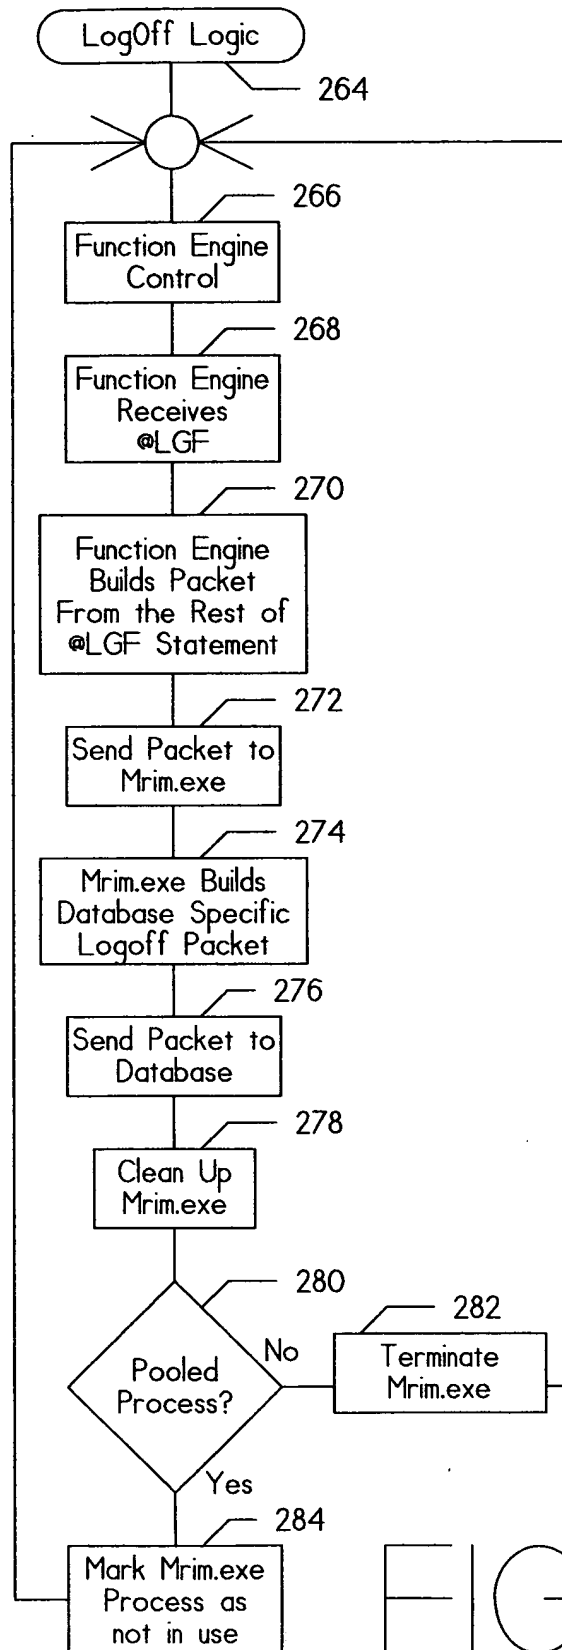 LogOff Logic
264
266
Function Engine
Control
268
Function Engine
Receives
@LGF
270
Function Engine
Builds Packet
From the Rest of
@LGF Statement
272
Send Packet to
Mrim.exe
274
Mrim.exe Builds
Database Specific
Logoff Packet
276
Send Packet to
Database
278
Clean Up
Mrim.exe
280
Pooled
Process?
No
282
Terminate
Mrim.exe
Yes
284
Mark Mrim.exe
Process as
not in use